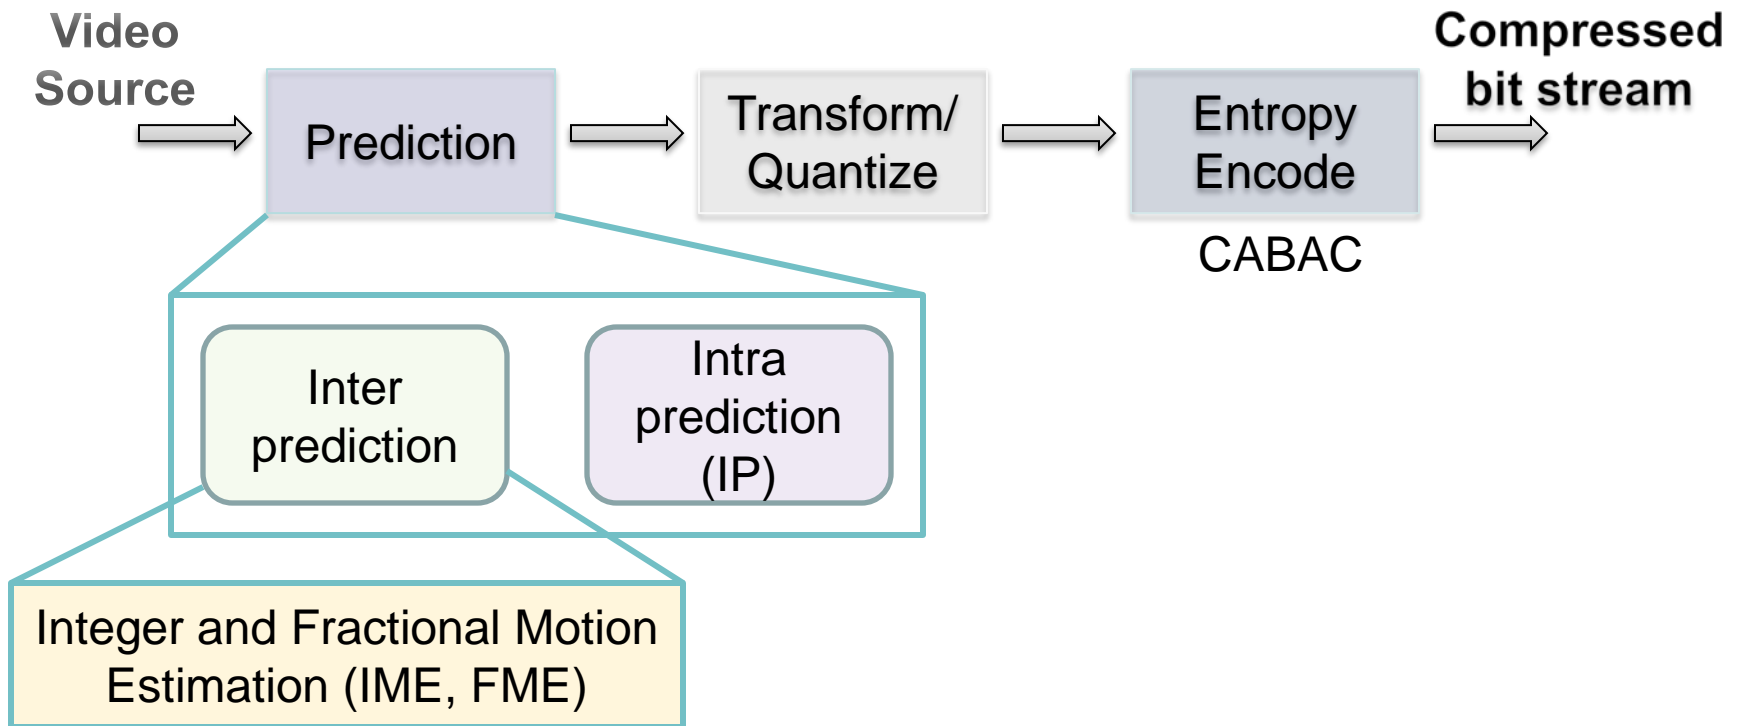 Video
Source
Compressed
bit stream
Prediction
Transform/
Quantize
Entropy
Encode
CABAC
Inter
prediction
Intra
prediction
(IP)
Integer and Fractional Motion
Estimation (IME, FME)